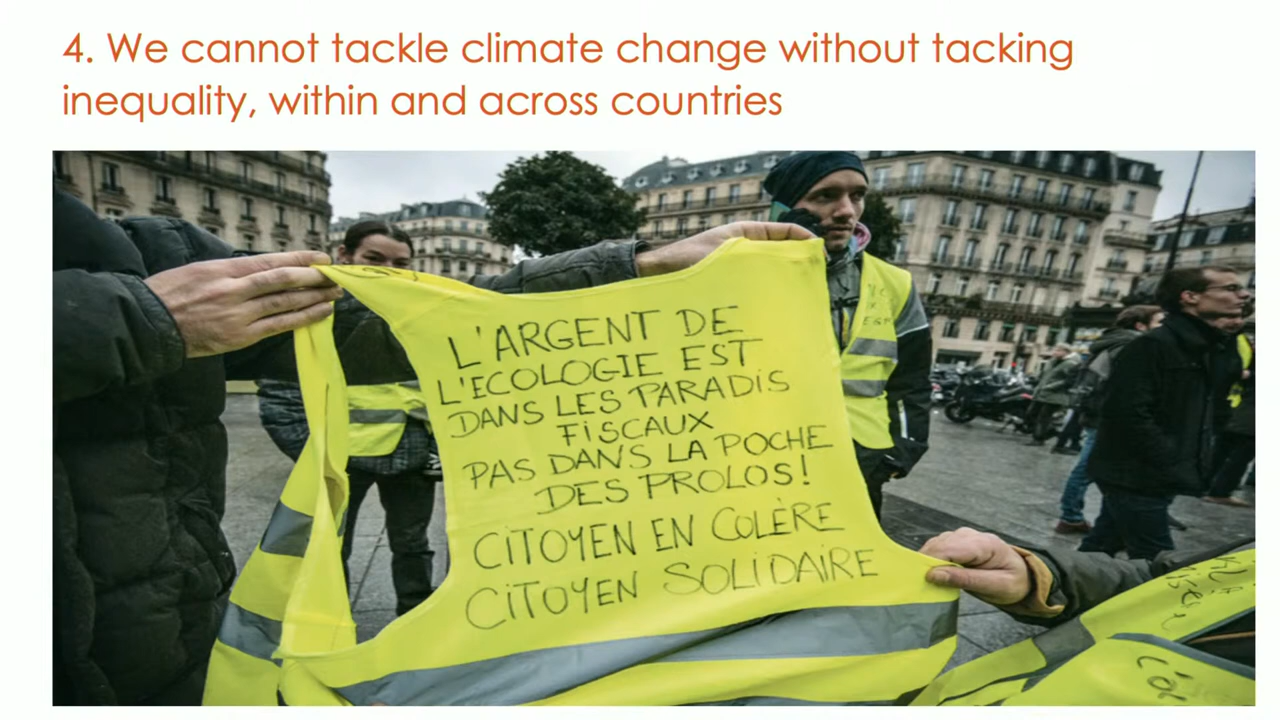 4. We cannot tackle climate change without tacking
inequality, within and across countries
L'ARGENT DE
L'ECOLOGIE EST
DANS LES PARADIS
FISCAUX
PAS DANS LA POCHE
DES PROLOS!
CITOYEN EN COLÈRE
CITOYEN SOLIDAIRE